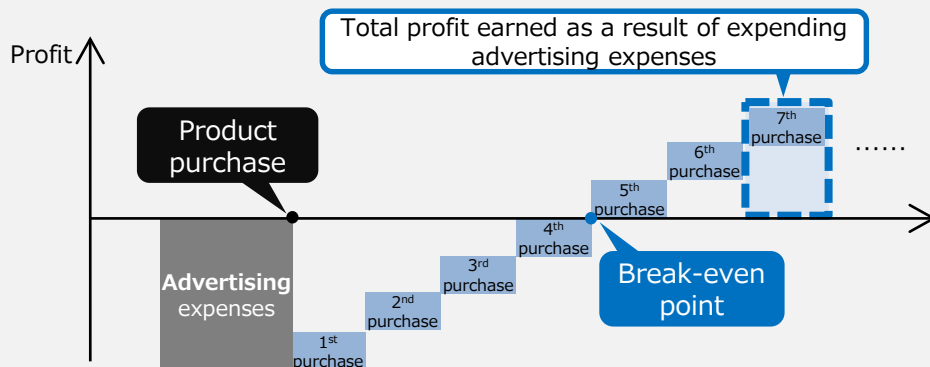 Total profit earned as a result of expending
advertising expenses
Profit
Product
purchase
7th
purchase
......
6th
purchase
5th
purchase
4th
purchase
3rd
purchase
2nd
purchase
1st
purchase
Advertising
expenses
Break-even
point